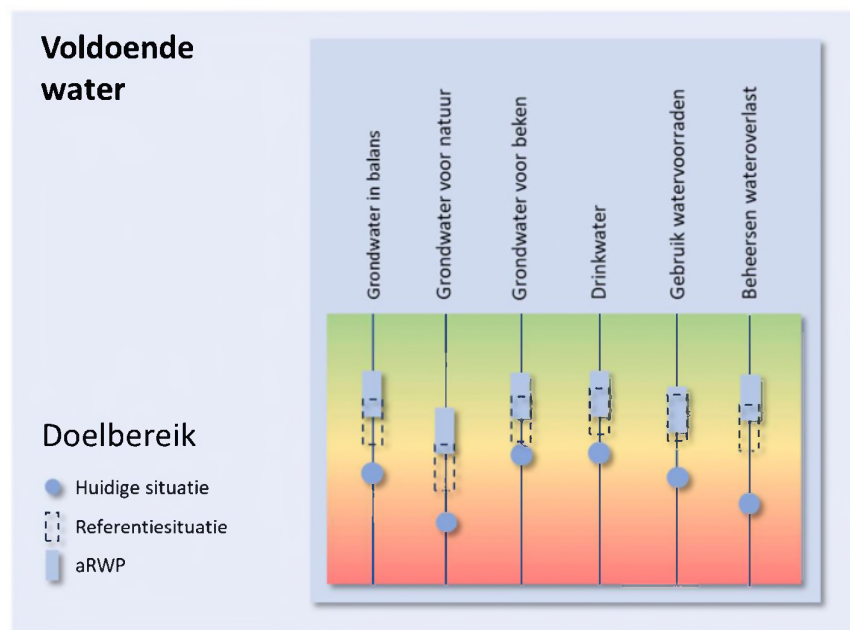 Voldoende
water
Grondwater in balans
Grondwater voor natuur
Grondwater voor beken
Drinkwater
Gebruik watervoorraden
Beheersen wateroverlast
Doelbereik
Huidige situatie
Referentiesituatie
aRWP